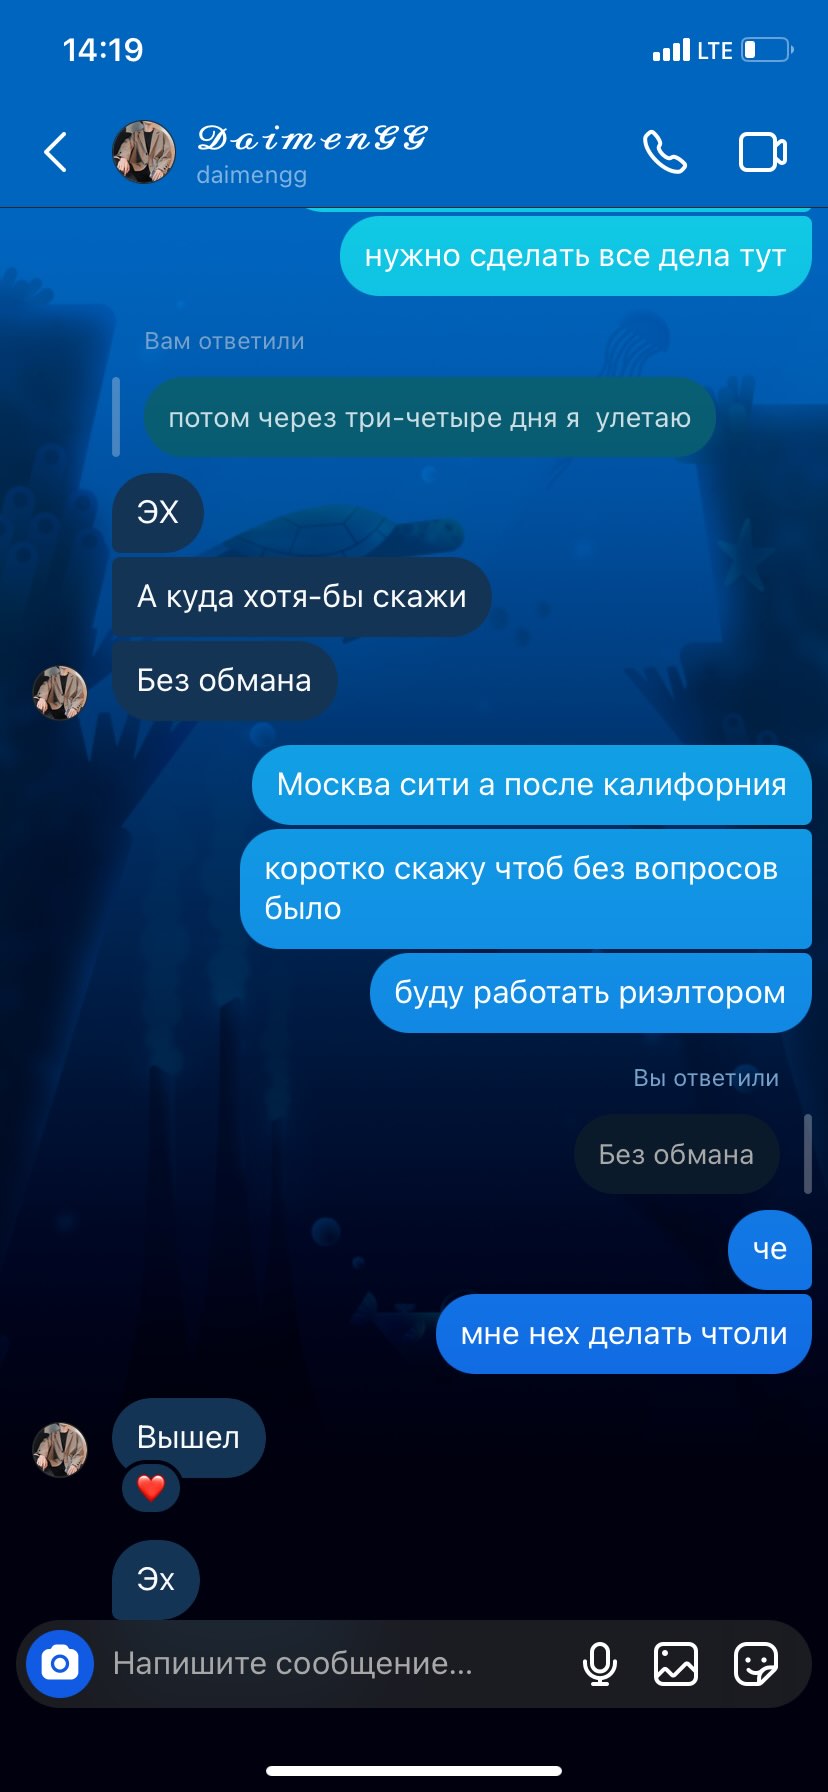 14:19
LTE
𝓓𝓪𝓲𝓶𝓮𝓷𝓖𝓖
daimengg
нужно сделать все дела тут
Вам ответили
потом через три-четыре дня я  улетаю
ЭХ
А куда хотя-бы скажи
Без обмана
Москва сити а после калифорния
коротко скажу чтоб без вопросов
было
буду работать риэлтором
Вы ответили
Без обмана
че
мне нех делать чтоли
Вышел
❤️
Эх
Напишите сообщение...